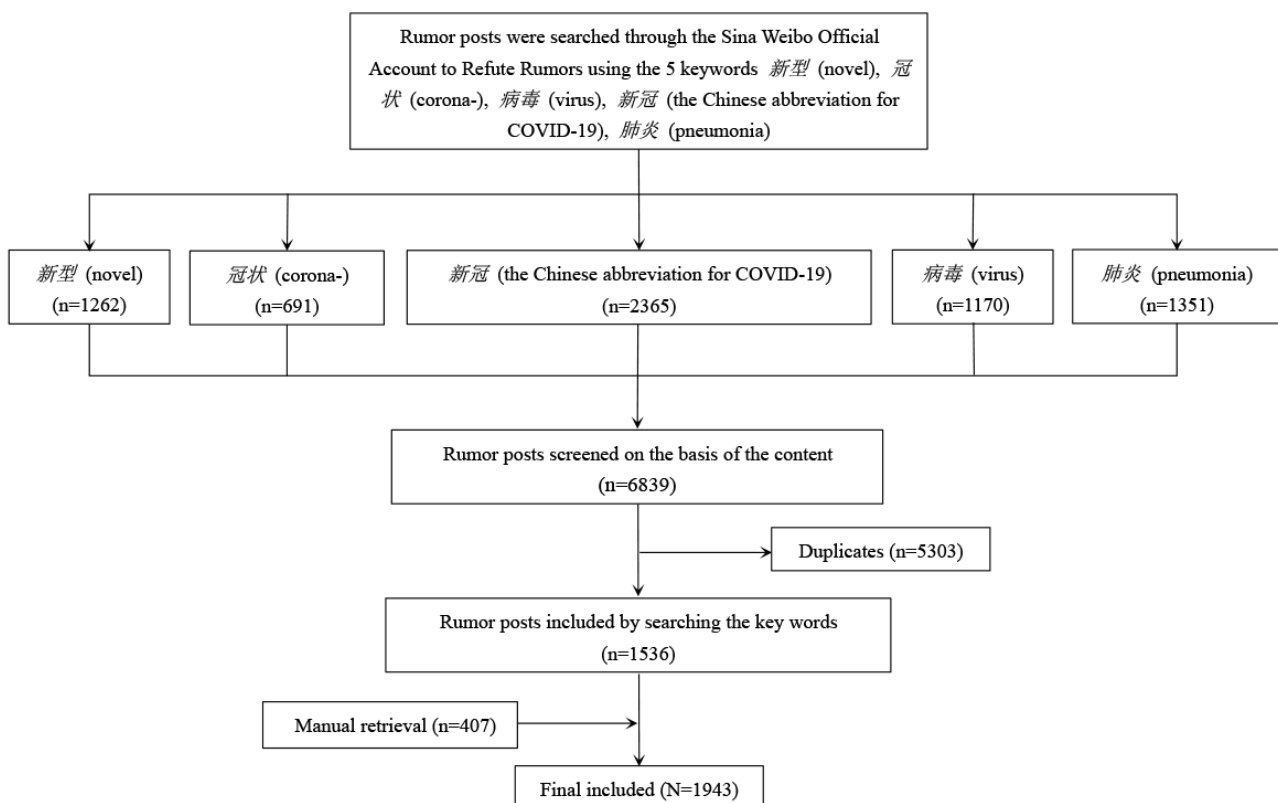 Rumor posts were searched through the Sina Weibo Official
Account to Refute Rumors using the 5 keywords 新型 (novel), 冠
状 (corona-), 病毒 (virus), 新冠 (the Chinese abbreviation for
COVID-19), 肺炎 (pneumonia)
新型 (novel)
(n=1262)
冠状 (corona-)
(n=691)
新冠 (the Chinese abbreviation for COVID-19)
(n=2365)
病毒 (virus)
(n=1170)
肺炎 (pneumonia)
(n=1351)
Rumor posts screened on the basis of the content
(n=6839)
Duplicates (n=5303)
Rumor posts included by searching the key words
(n=1536)
Manual retrieval (n=407)
Final included (N=1943)